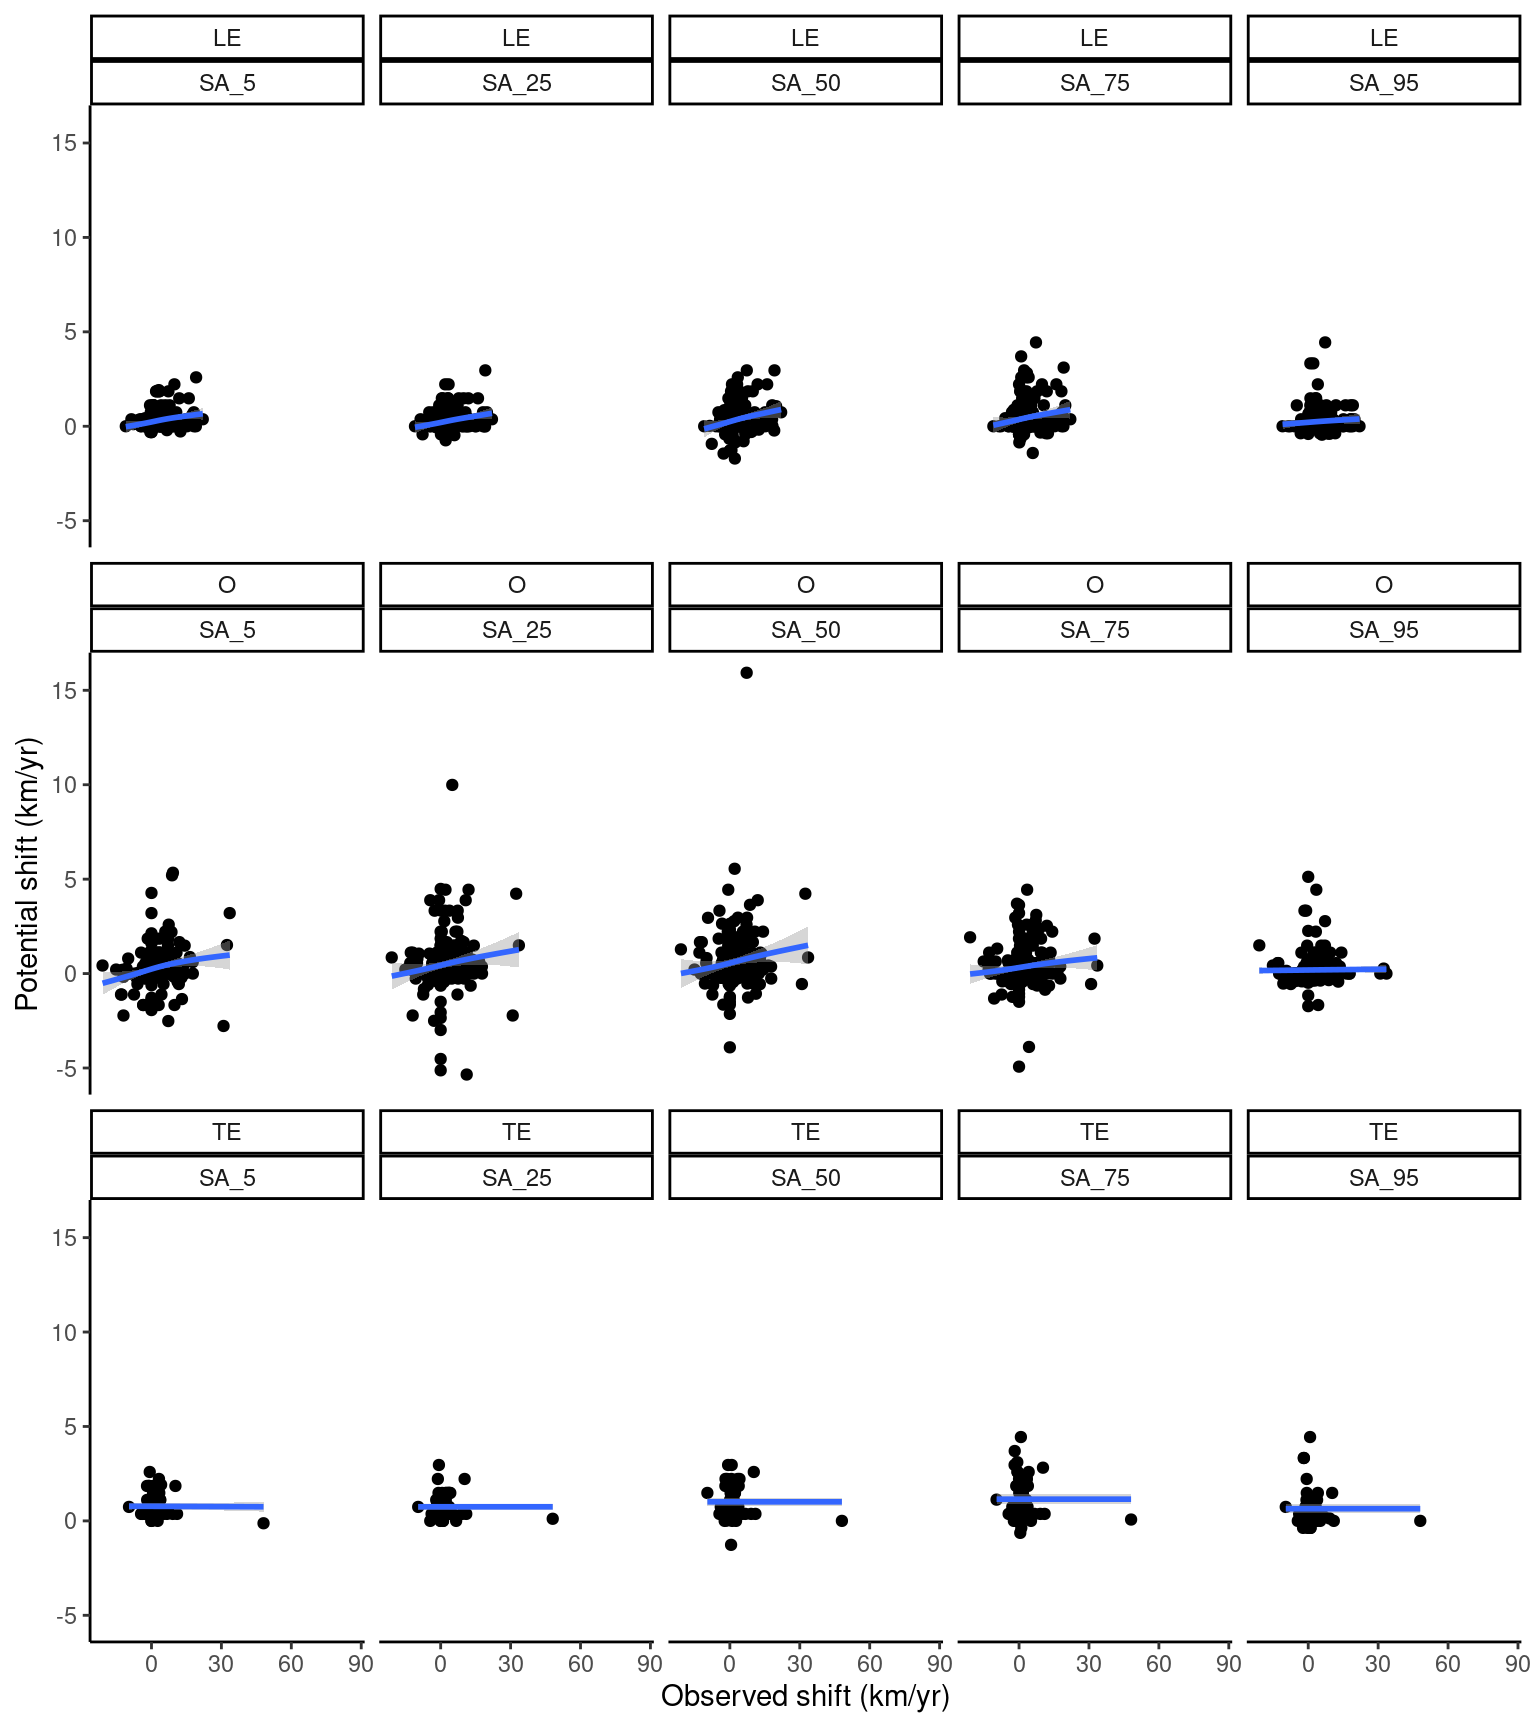 LE LE LE LE LE
SA_5 SA_25 SA_50 SA_75 SA_95
15
10
5
0
-5
O O O O O
SA_5 SA_25 SA_50 SA_75 SA_95
15
10
5
0
-5
Potential shift (km/yr)
TE TE TE TE TE
SA_5 SA_25 SA_50 SA_75 SA_95
15
10
5
0
-5
0 30 60 90 0 30 60 90 0 30 60 90 0 30 60 90 0 30 60 90
Observed shift (km/yr)